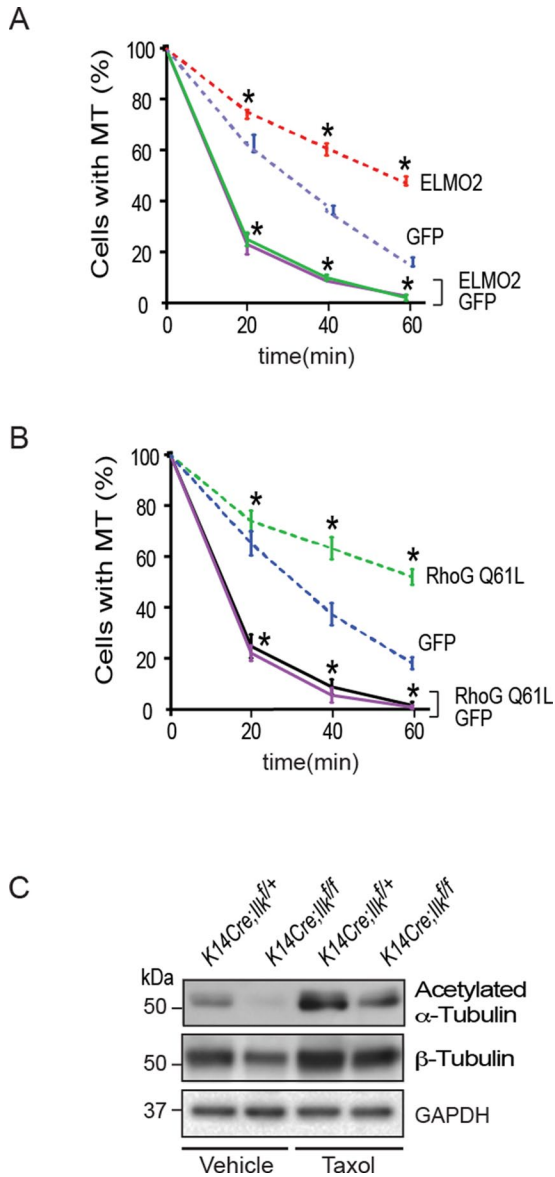 A
Cells with MT (%)
100
80
60
40
20
0
*
*
*
*
*
*
ELMO2
GFP
ELMO2
GFP
0 20 40 60
time(min)
B
Cells with MT (%)
100
80
60
40
20
0
*
*
*
*
*
*
RhoG Q61L
GFP
RhoG Q61L
GFP
0 20 40 60
time(min)
C
K14Cre;Ilkf/+ K14Cre;Ilkf/f K14Cre;Ilkf/+ K14Cre;Ilkf/f
kDa
50
Acetylated
α-Tubulin
50
β-Tubulin
37
GAPDH
Vehicle Taxol